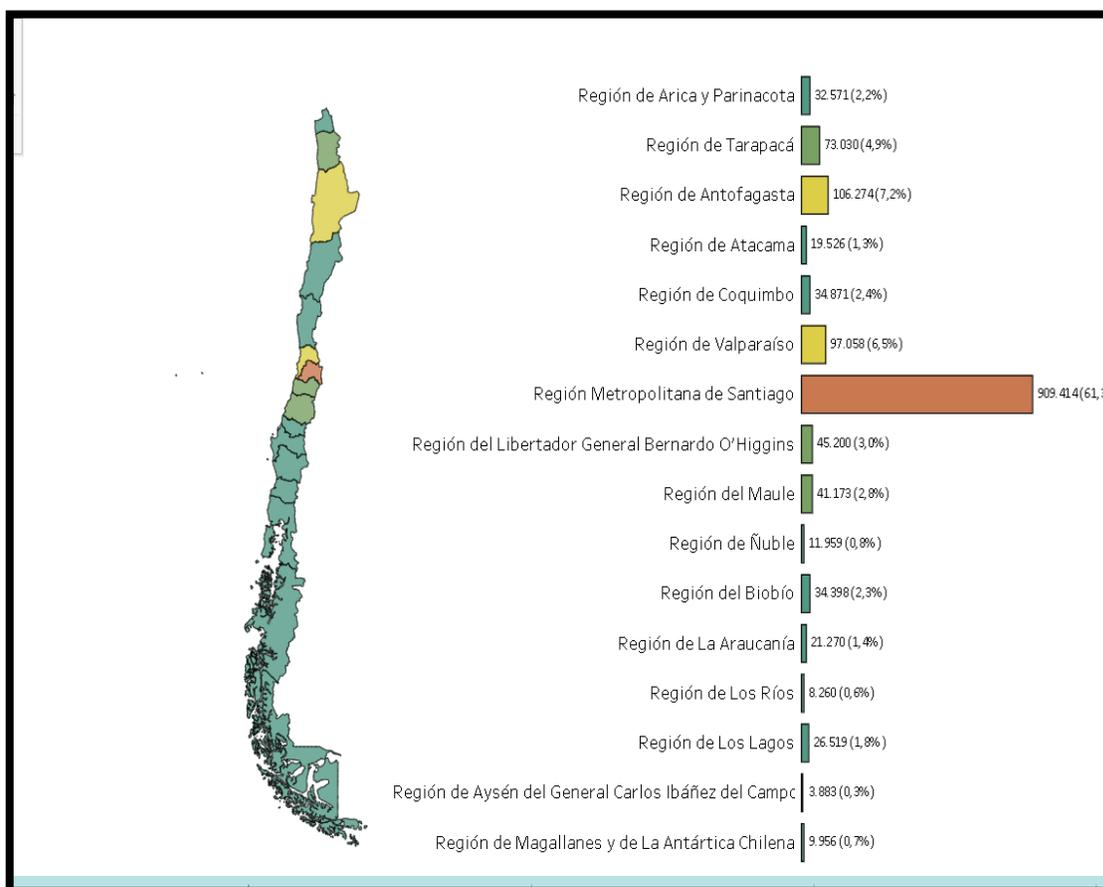 Región de Arica y Parinacota 32.571 (2,2%)
Región de Tarapacá 73.030 (4,9%)
Región de Antofagasta 106.274 (7,2%)
Región de Atacama 19.526 (1,3%)
Región de Coquimbo 34.871 (2,4%)
Región de Valparaíso 97.058 (6,5%)
Región Metropolitana de Santiago 909.414 (61,
Región del Libertador General Bernardo O’Higgins 45.200 (3,0%)
Región del Maule 41.173 (2,8%)
Región de Ñuble 11.959 (0,8%)
Región del Biobío 34.398 (2,3%)
Región de La Araucanía 21.270 (1,4%)
Región de Los Ríos 8.260 (0,6%)
Región de Los Lagos 26.519 (1,8%)
Región de Aysén del General Carlos Ibáñez del Campo 3.883 (0,3%)
Región de Magallanes y de La Antártica Chilena 9.956 (0,7%)